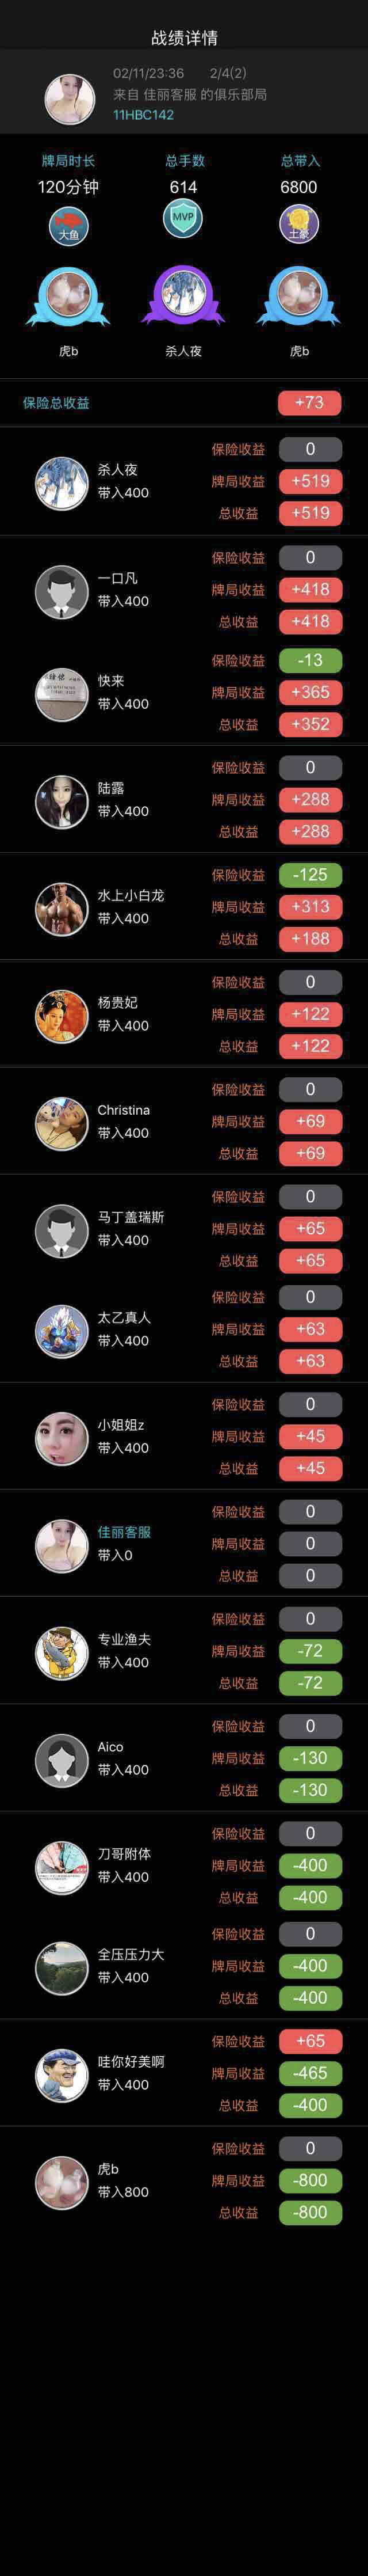 战绩详情
02/11/23:36 2/4(2)
来自 佳丽客服 的俱乐部局
11HBC142
牌局时长 总手数 总带入
120分钟 614 6800
大鱼 MVP 土豪
虎b 杀人夜 虎b
保险总收益 +73
保险收益 0
杀人夜
牌局收益 +519
带入400
总收益 +519
保险收益 0
一口凡
牌局收益 +418
带入400
总收益 +418
保险收益 -13
快来
牌局收益 +365
带入400
总收益 +352
保险收益 0
陆露
牌局收益 +288
带入400
总收益 +288
保险收益 -125
水上小白龙
牌局收益 +313
带入400
总收益 +188
保险收益 0
杨贵妃
牌局收益 +122
带入400
总收益 +122
保险收益 0
Christina
牌局收益 +69
带入400
总收益 +69
保险收益 0
马丁盖瑞斯
牌局收益 +65
带入400
总收益 +65
保险收益 0
太乙真人
牌局收益 +63
带入400
总收益 +63
保险收益 0
小姐姐z
牌局收益 +45
带入400
总收益 +45
保险收益 0
佳丽客服
牌局收益 0
带入0
总收益 0
保险收益 0
专业渔夫
牌局收益 -72
带入400
总收益 -72
保险收益 0
Aico
牌局收益 -130
带入400
总收益 -130
保险收益 0
刀哥附体
牌局收益 -400
带入400
总收益 -400
保险收益 0
全压压力大
牌局收益 -400
带入400
总收益 -400
保险收益 +65
哇你好美啊
牌局收益 -465
带入400
总收益 -400
保险收益 0
虎b
牌局收益 -800
带入800
总收益 -800